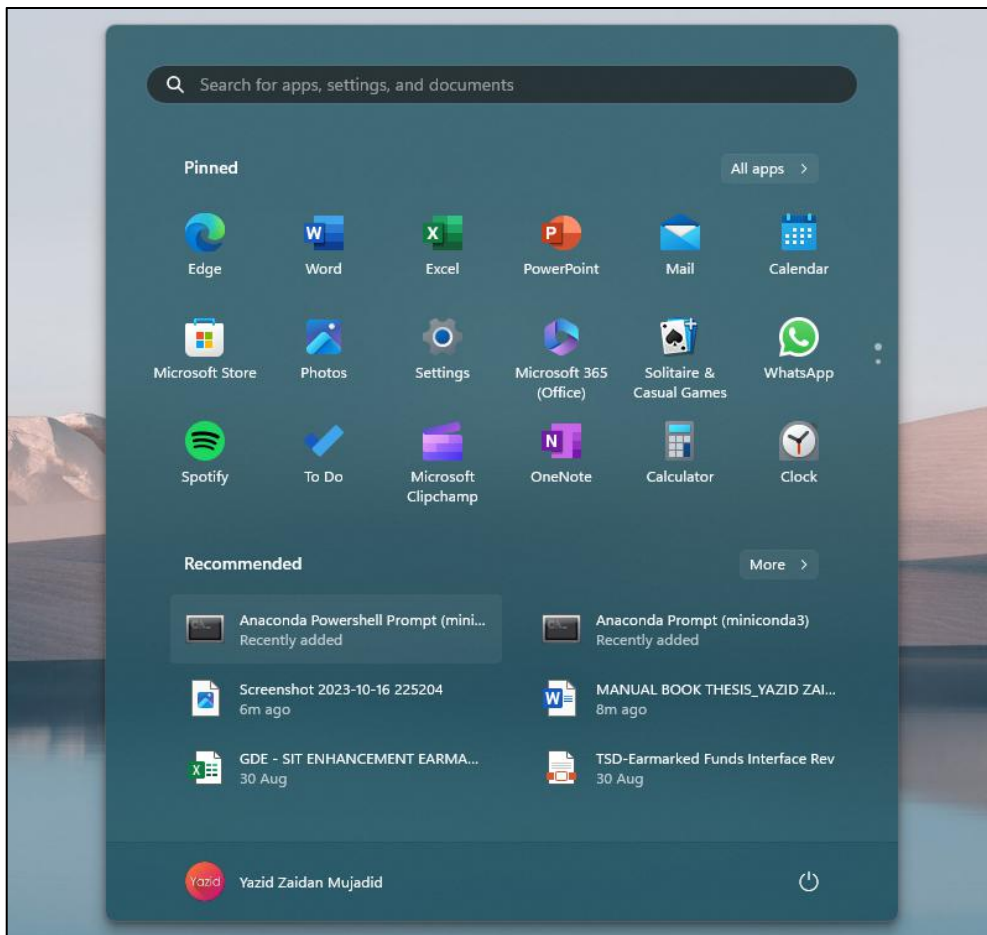 Search for apps, settings, and documents
Pinned
All apps >
Edge
Word
Excel
PowerPoint
Mail
Calendar
Microsoft Store
Photos
Settings
Microsoft 365
(Office)
Solitaire &
Casual Games
WhatsApp
Spotify
To Do
Microsoft
Clipchamp
OneNote
Calculator
Clock
Recommended
More >
Anaconda Powershell Prompt (mini...
Recently added
Anaconda Prompt (miniconda3)
Recently added
Screenshot 2023-10-16 225204
6m ago
MANUAL BOOK THESIS_YAZID ZAI...
8m ago
GDE - SIT ENHANCEMENT EARMA...
30 Aug
TSD-Earmarked Funds Interface Rev
30 Aug
Yazid
Yazid Zaidan Mujadid